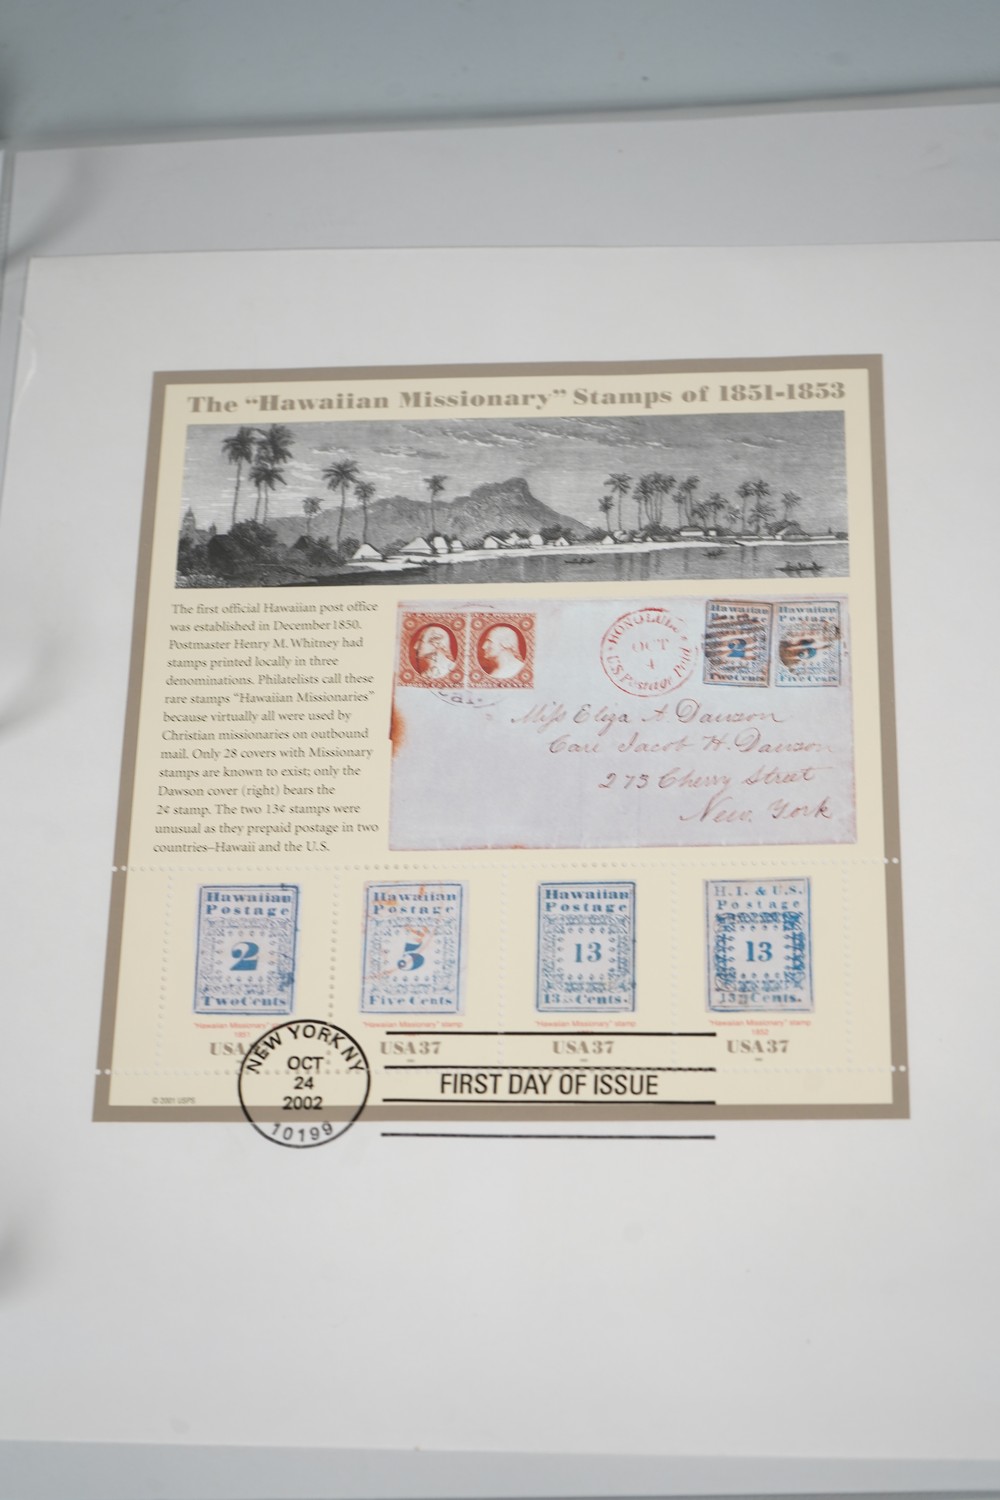 The “Hawaiian Missionary” Stamps of 1851-1853
The first official Hawaiian post office
was established in December 1850.
Postmaster Henry M. Whitney had
stamps printed locally in three
denominations. Philatelists call these
rare stamps “Hawaiian Missionaries”
because virtually all were used by
Christian missionaries on outbound
mail. Only 28 covers with Missionary
stamps are known to exist; only the
Dawson cover (right) bears the
2¢ stamp. The two 13¢ stamps were
unusual as they prepaid postage in two
countries–Hawaii and the U.S.
HONOLULU
OCT
4
U.S. Postage Paid
Hawaiian
Postage
2
Two Cents
Hawaiian
Postage
5
Five Cents
Miss Eliza A. Dawson
Care Jacob H. Dawson
273 Cherry Street
New York
Hawaiian
Postage
2
Two Cents
Hawaiian
Postage
5
Five Cents
Hawaiian
Postage
13
13 Cents.
H.I. & U.S.
Postage
13
13 Cents.
"Hawaiian Missionary"
1851
USA
"Hawaiian Missionary" stamp
USA 37
"Hawaiian Missionary" stamp
USA 37
"Hawaiian Missionary" stamp
1852
USA 37
© 2001 USPS
NEW YORK NY
OCT
24
2002
10199
FIRST DAY OF ISSUE